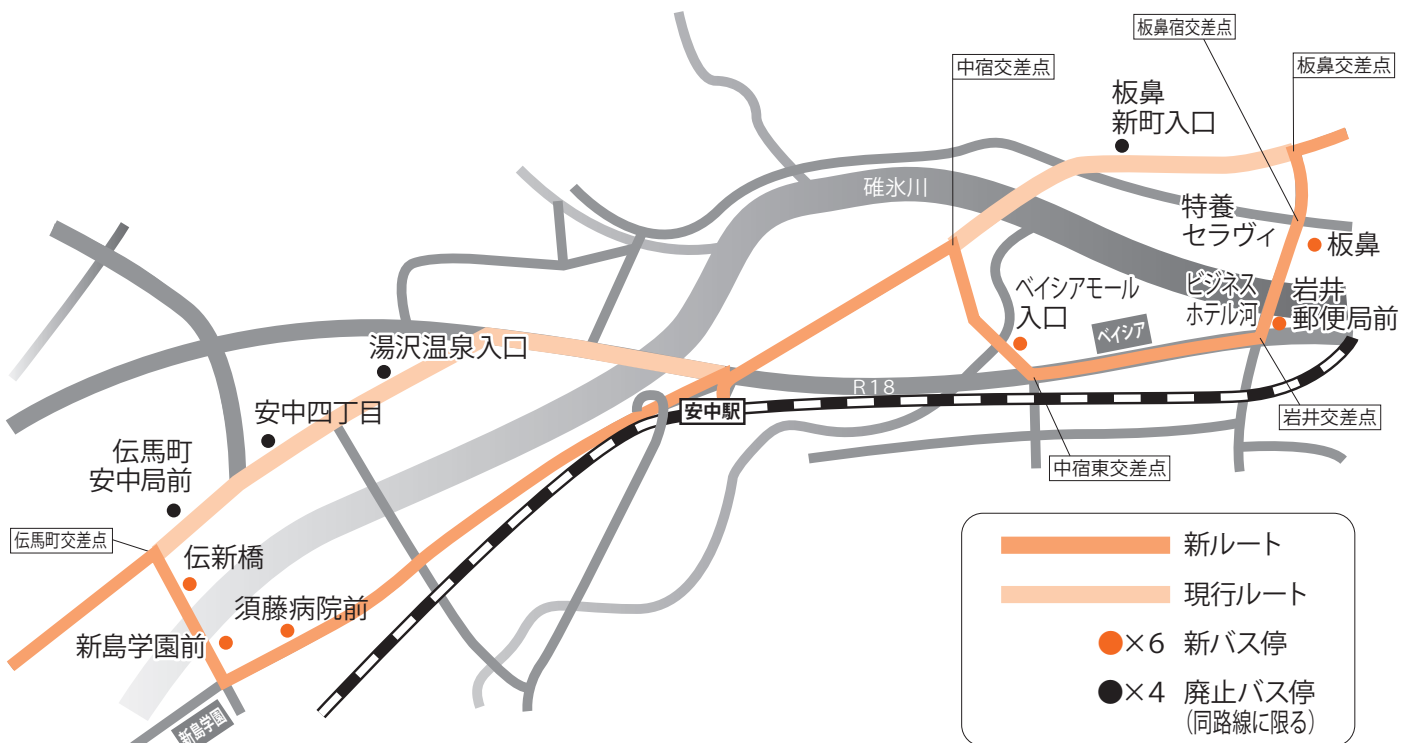 板鼻宿交差点
中宿交差点
板鼻交差点
板鼻
新町入口
碓氷川
特養
セラヴィ
板鼻
ベイシアモール
入口
ビジネス
ホテル河
岩井
郵便局前
ベイシア
湯沢温泉入口
R18
安中駅
安中四丁目
岩井交差点
伝馬町
安中局前
中宿東交差点
伝馬町交差点
伝新橋
須藤病院前
新島学園前
新島学園
新ルート
現行ルート
●×6 新バス停
●×4 廃止バス停
(同路線に限る)